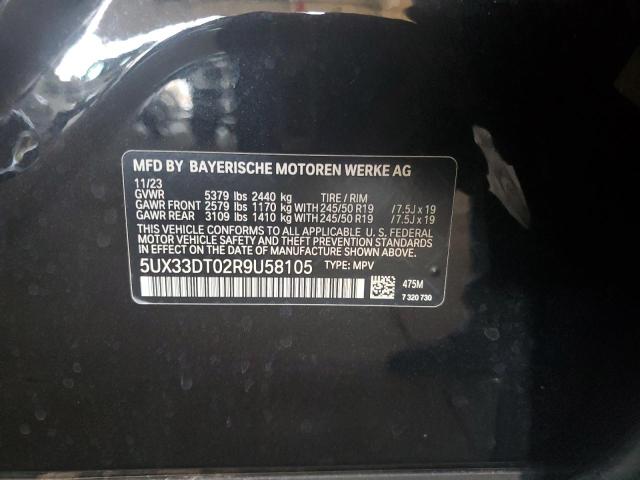 MFD BY BAYERISCHE MOTOREN WERKE AG
11/23
GVWR 5379 lbs 2440 kg TIRE / RIM
GAWR FRONT 2579 lbs 1170 kg WITH 245/50 R19 /7.5J x 19
GAWR REAR 3109 lbs 1410 kg WITH 245/50 R19 /7.5J x 19
THIS VEHICLE CONFORMS TO ALL APPLICABLE U. S. FEDERAL
MOTOR VEHICLE SAFETY AND THEFT PREVENTION STANDARDS
IN EFFECT ON THE DATE OF MANUFACTURE SHOWN ABOVE.
5UX33DT02R9U58105 TYPE: MPV
475M
7 320 730